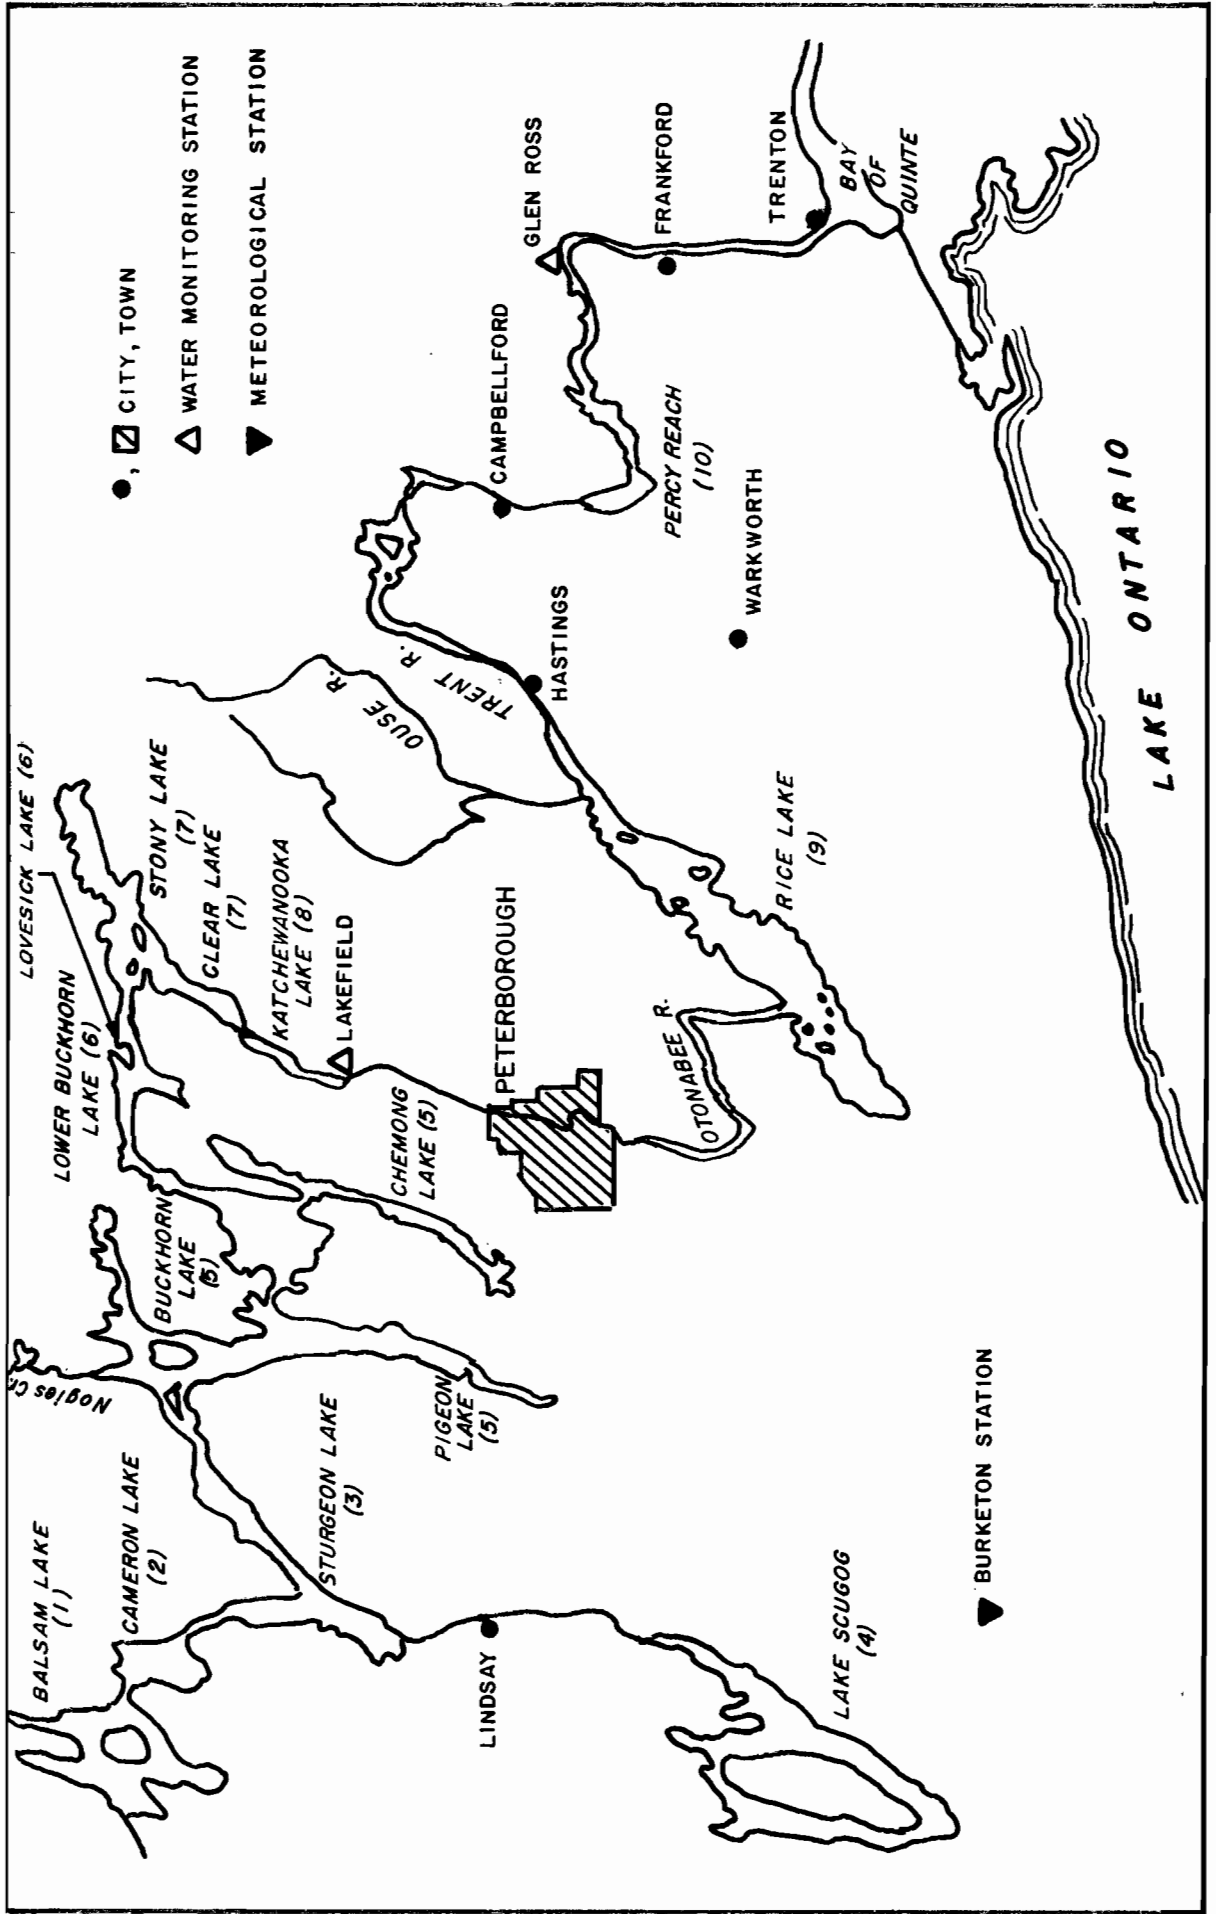 ●, CITY, TOWN
WATER MONITORING STATION
METEOROLOGICAL STATION
BALSAM LAKE
(1)
CAMERON LAKE
(2)
Nogies Cr.
STURGEON LAKE
(3)
LINDSAY
LAKE SCUGOG
(4)
BURKETON STATION
PIGEON
LAKE
(5)
BUCKHORN
LAKE
(5)
CHEMONG
LAKE (5)
LOWER BUCKHORN
LAKE (6)
LOVESICK LAKE (6)
STONY LAKE
(7)
CLEAR LAKE
(7)
KATCHEWANOOKA
LAKE (8)
LAKEFIELD
PETERBOROUGH
OTONABEE R.
RICE LAKE
(9)
OUSE R.
TRENT R.
HASTINGS
WARKWORTH
CAMPBELLFORD
PERCY REACH
(10)
GLEN ROSS
FRANKFORD
TRENTON
BAY
OF
QUINTE
LAKE ONTARIO